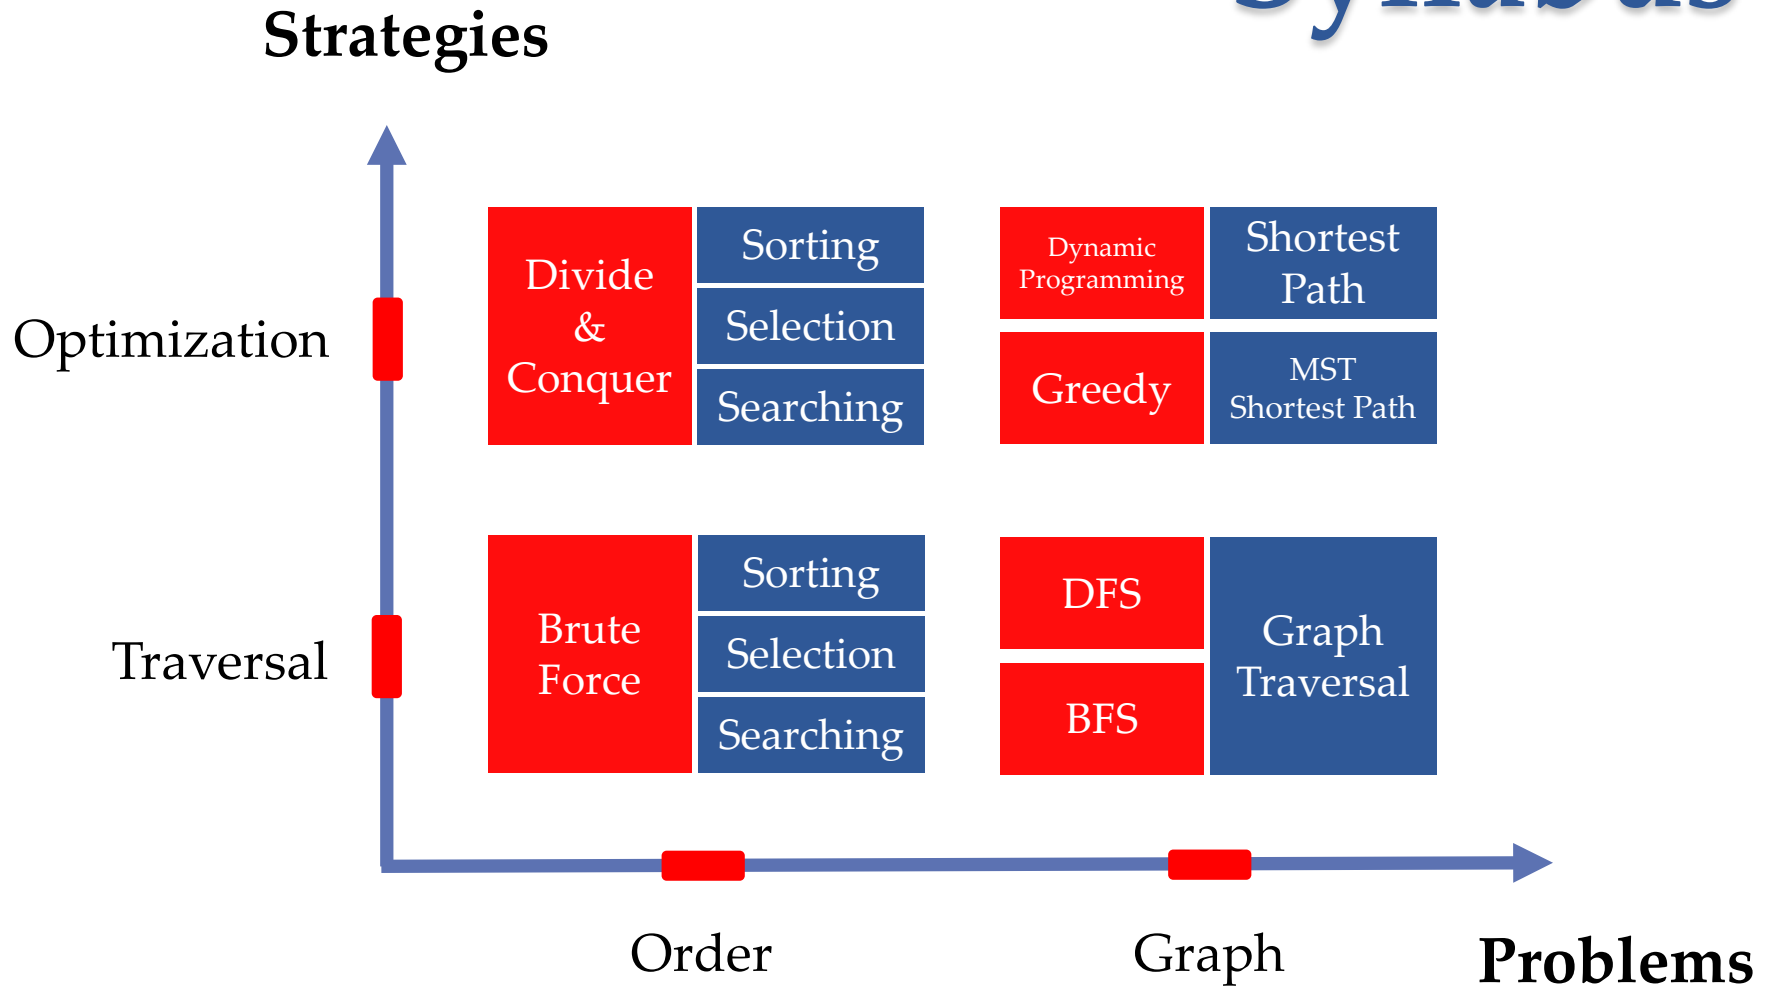 Syllabus
Strategies
Optimization
Divide
&
Conquer
Sorting
Selection
Searching
Dynamic
Programming
Shortest
Path
Greedy
MST
Shortest Path
Traversal
Brute
Force
Sorting
Selection
Searching
DFS
BFS
Graph
Traversal
Order
Graph
Problems